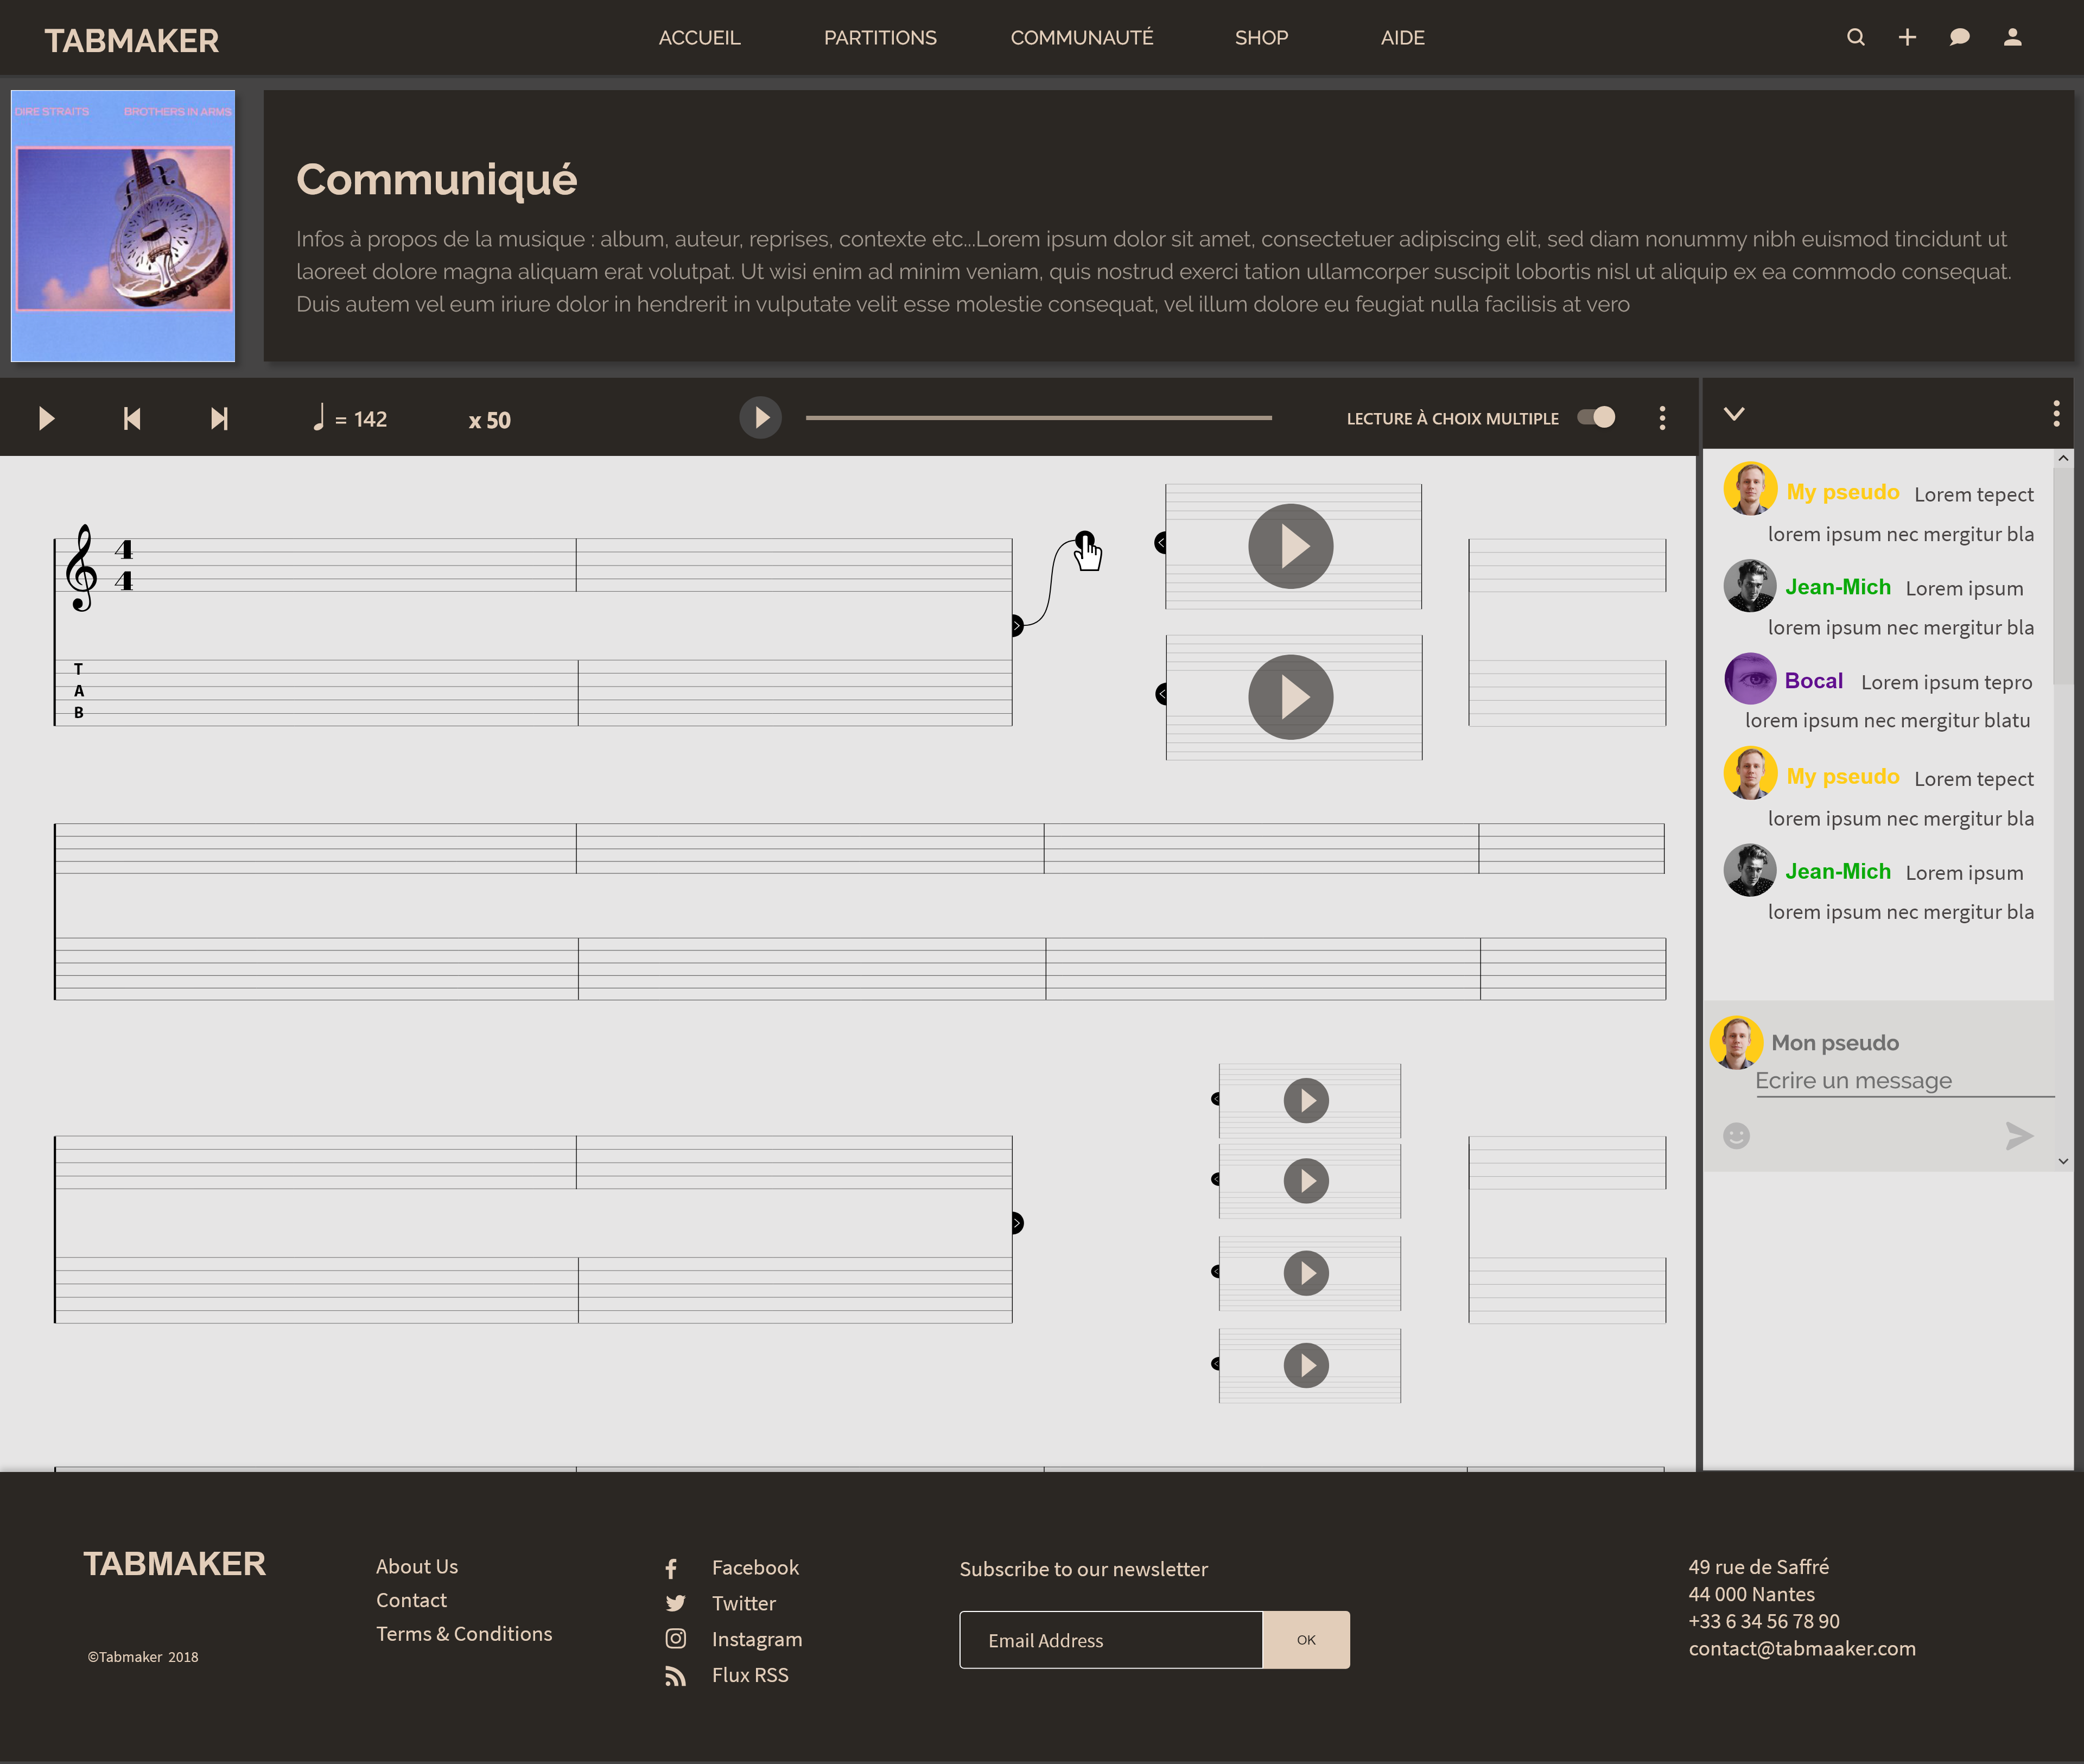 TABMAKER
ACCUEIL
PARTITIONS
COMMUNAUTÉ
SHOP
AIDE
DIRE STRAITS BROTHERS IN ARMS
Communiqué
Infos à propos de la musique : album, auteur, reprises, contexte etc...Lorem ipsum dolor sit amet, consectetuer adipiscing elit, sed diam nonummy nibh euismod tincidunt ut
laoreet dolore magna aliquam erat volutpat. Ut wisi enim ad minim veniam, quis nostrud exerci tation ullamcorper suscipit lobortis nisl ut aliquip ex ea commodo consequat.
Duis autem vel eum iriure dolor in hendrerit in vulputate velit esse molestie consequat, vel illum dolore eu feugiat nulla facilisis at vero
= 142
x 50
LECTURE À CHOIX MULTIPLE
4
4
T
A
B
My pseudo Lorem tepect
lorem ipsum nec mergitur bla
Jean-Mich Lorem ipsum
lorem ipsum nec mergitur bla
Bocal Lorem ipsum tepro
lorem ipsum nec mergitur blatu
My pseudo Lorem tepect
lorem ipsum nec mergitur bla
Jean-Mich Lorem ipsum
lorem ipsum nec mergitur bla
Mon pseudo
Ecrire un message
TABMAKER
©Tabmaker 2018
About Us
Contact
Terms & Conditions
Facebook
Twitter
Instagram
Flux RSS
Subscribe to our newsletter
Email Address
OK
49 rue de Saffré
44 000 Nantes
+33 6 34 56 78 90
contact@tabmaaker.com